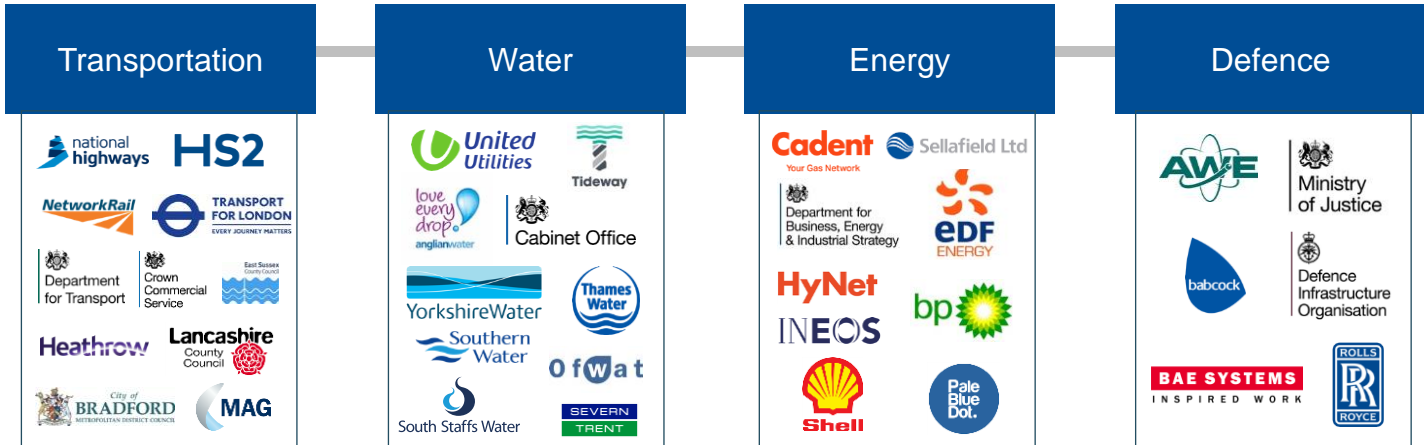 Transportation
national
highways
HS2
NetworkRail
TRANSPORT
FOR LONDON
EVERY JOURNEY MATTERS
Department
for Transport
Crown
Commercial
Service
East Sussex
County Council
Heathrow
Lancashire
County
Council
City of
BRADFORD
METROPOLITAN DISTRICT COUNCIL
MAG
Water
United
Utilities
Tideway
love
every
drop
anglianwater
Cabinet Office
YorkshireWater
Thames
Water
Southern
Water
Ofwat
South Staffs Water
SEVERN
TRENT
Energy
Cadent
Your Gas Network
Sellafield Ltd
Department for
Business, Energy
& Industrial Strategy
eDF
ENERGY
HyNet
bp
INEOS
Shell
Pale
Blue
Dot.
Defence
AWE
Ministry
of Justice
babcock
Defence
Infrastructure
Organisation
BAE SYSTEMS
INSPIRED WORK
ROLLS
RR
ROYCE